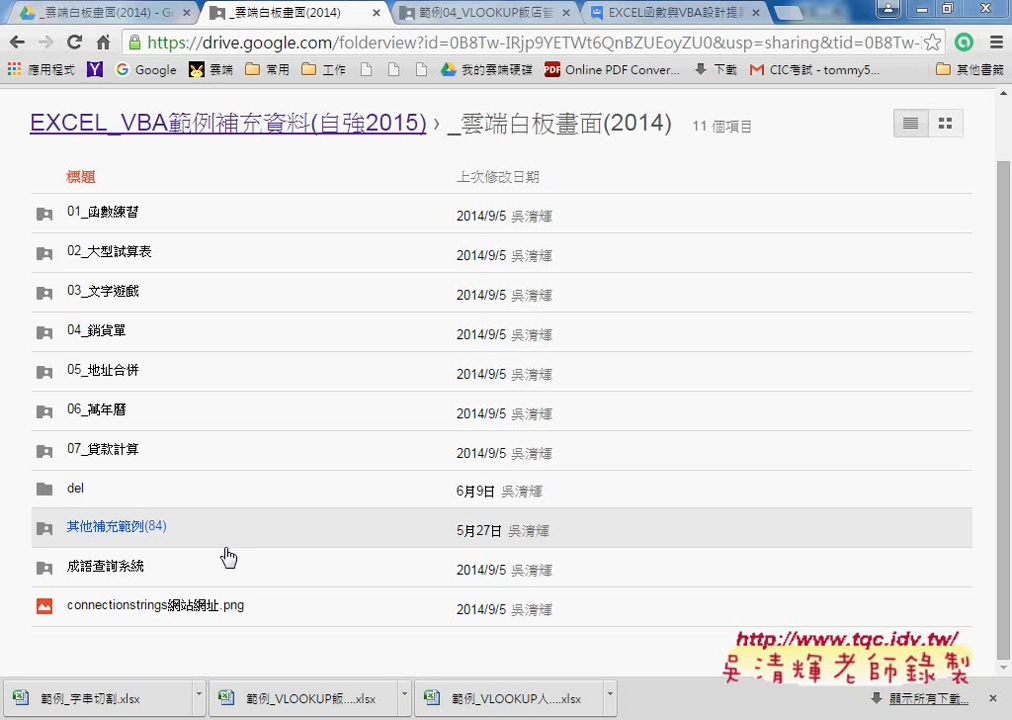 _雲端白板畫面(2014) - Go
_雲端白板畫面(2014)
範例04_VLOOKUP飯店管
EXCEL函數與VBA設計提
https://drive.google.com/folderview?id=0B8Tw-IRjp9YETWt6QnBZUEoyZU0&usp=sharing&tid=0B8Tw-
應用程式
Google
雲端
常用
工作
我的雲端硬碟
Online PDF Conver...
下載
CIC考試 - tommy5...
其他書籤
EXCEL_VBA範例補充資料(自強2015) › _雲端白板畫面(2014) 11 個項目
標題 上次修改日期
01_函數練習 2014/9/5 吳清輝
02_大型試算表 2014/9/5 吳清輝
03_文字遊戲 2014/9/5 吳清輝
04_銷貨單 2014/9/5 吳清輝
05_地址合併 2014/9/5 吳清輝
06_萬年曆 2014/9/5 吳清輝
07_貸款計算 2014/9/5 吳清輝
del 6月9日 吳清輝
其他補充範例(84) 5月27日 吳清輝
成語查詢系統 2014/9/5 吳清輝
connectionstrings網站網址.png 2014/9/5 吳清輝
http://www.tqc.idv.tw/
吳清輝老師錄製
範例_字串切割.xlsx
範例_VLOOKUP飯....xlsx
範例_VLOOKUP人....xlsx
顯示所有下載...